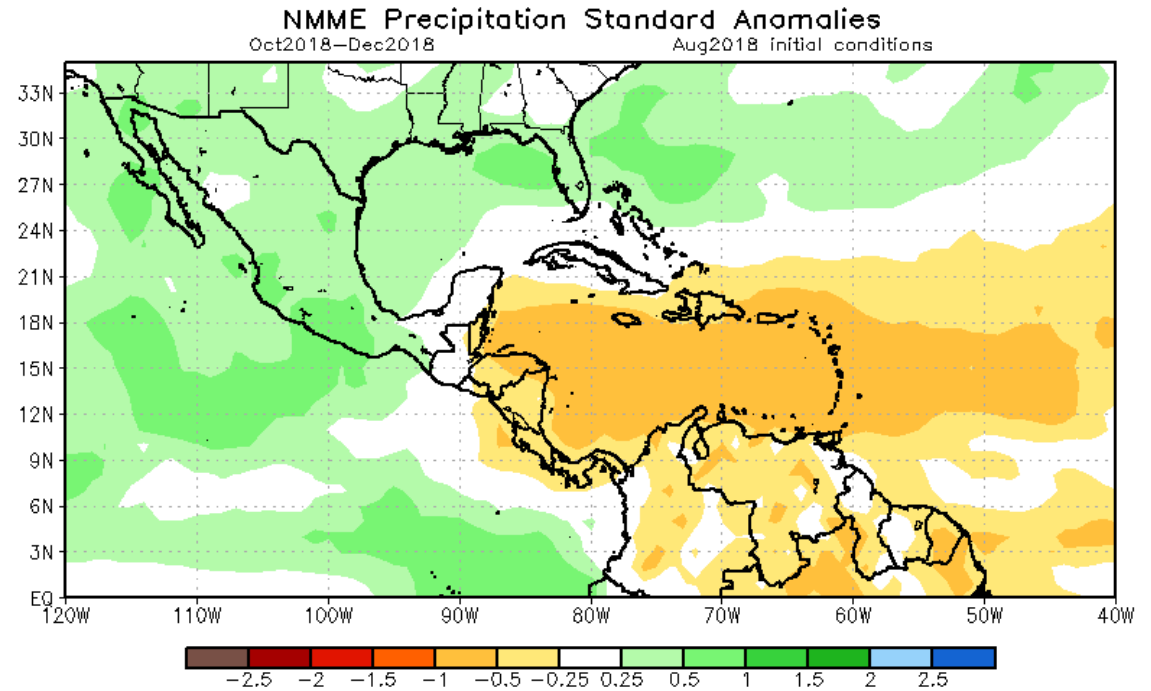 NMME Precipitation Standard Anomalies
Oct2018–Dec2018 Aug2018 initial conditions
33N
30N
27N
24N
21N
18N
15N
12N
9N
6N
3N
EQ
120W 110W 100W 90W 80W 70W 60W 50W 40W
-2.5 -2 -1.5 -1 -0.5 -0.25 0.25 0.5 1 1.5 2 2.5